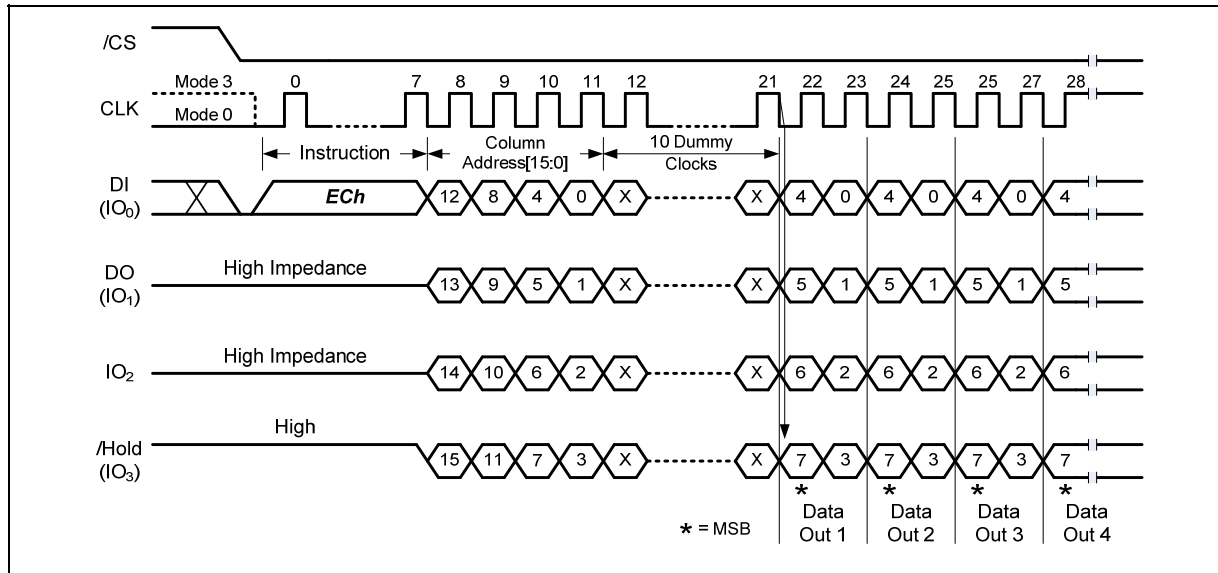 /CS
Mode 3 0 7 8 9 10 11 12 21 22 23 24 25 25 27 28
CLK
Mode 0
Instruction
Column
Address[15:0]
10 Dummy
Clocks
DI
(IO0)
ECh 12 8 4 0 X X 4 0 4 0 4 0 4
DO
(IO1)
High Impedance 13 9 5 1 X X 5 1 5 1 5 1 5
IO2
High Impedance 14 10 6 2 X X 6 2 6 2 6 2 6
/Hold
(IO3)
High 15 11 7 3 X X 7 3 7 3 7 3 7
* * * *
* = MSB
Data
Out 1
Data
Out 2
Data
Out 3
Data
Out 4